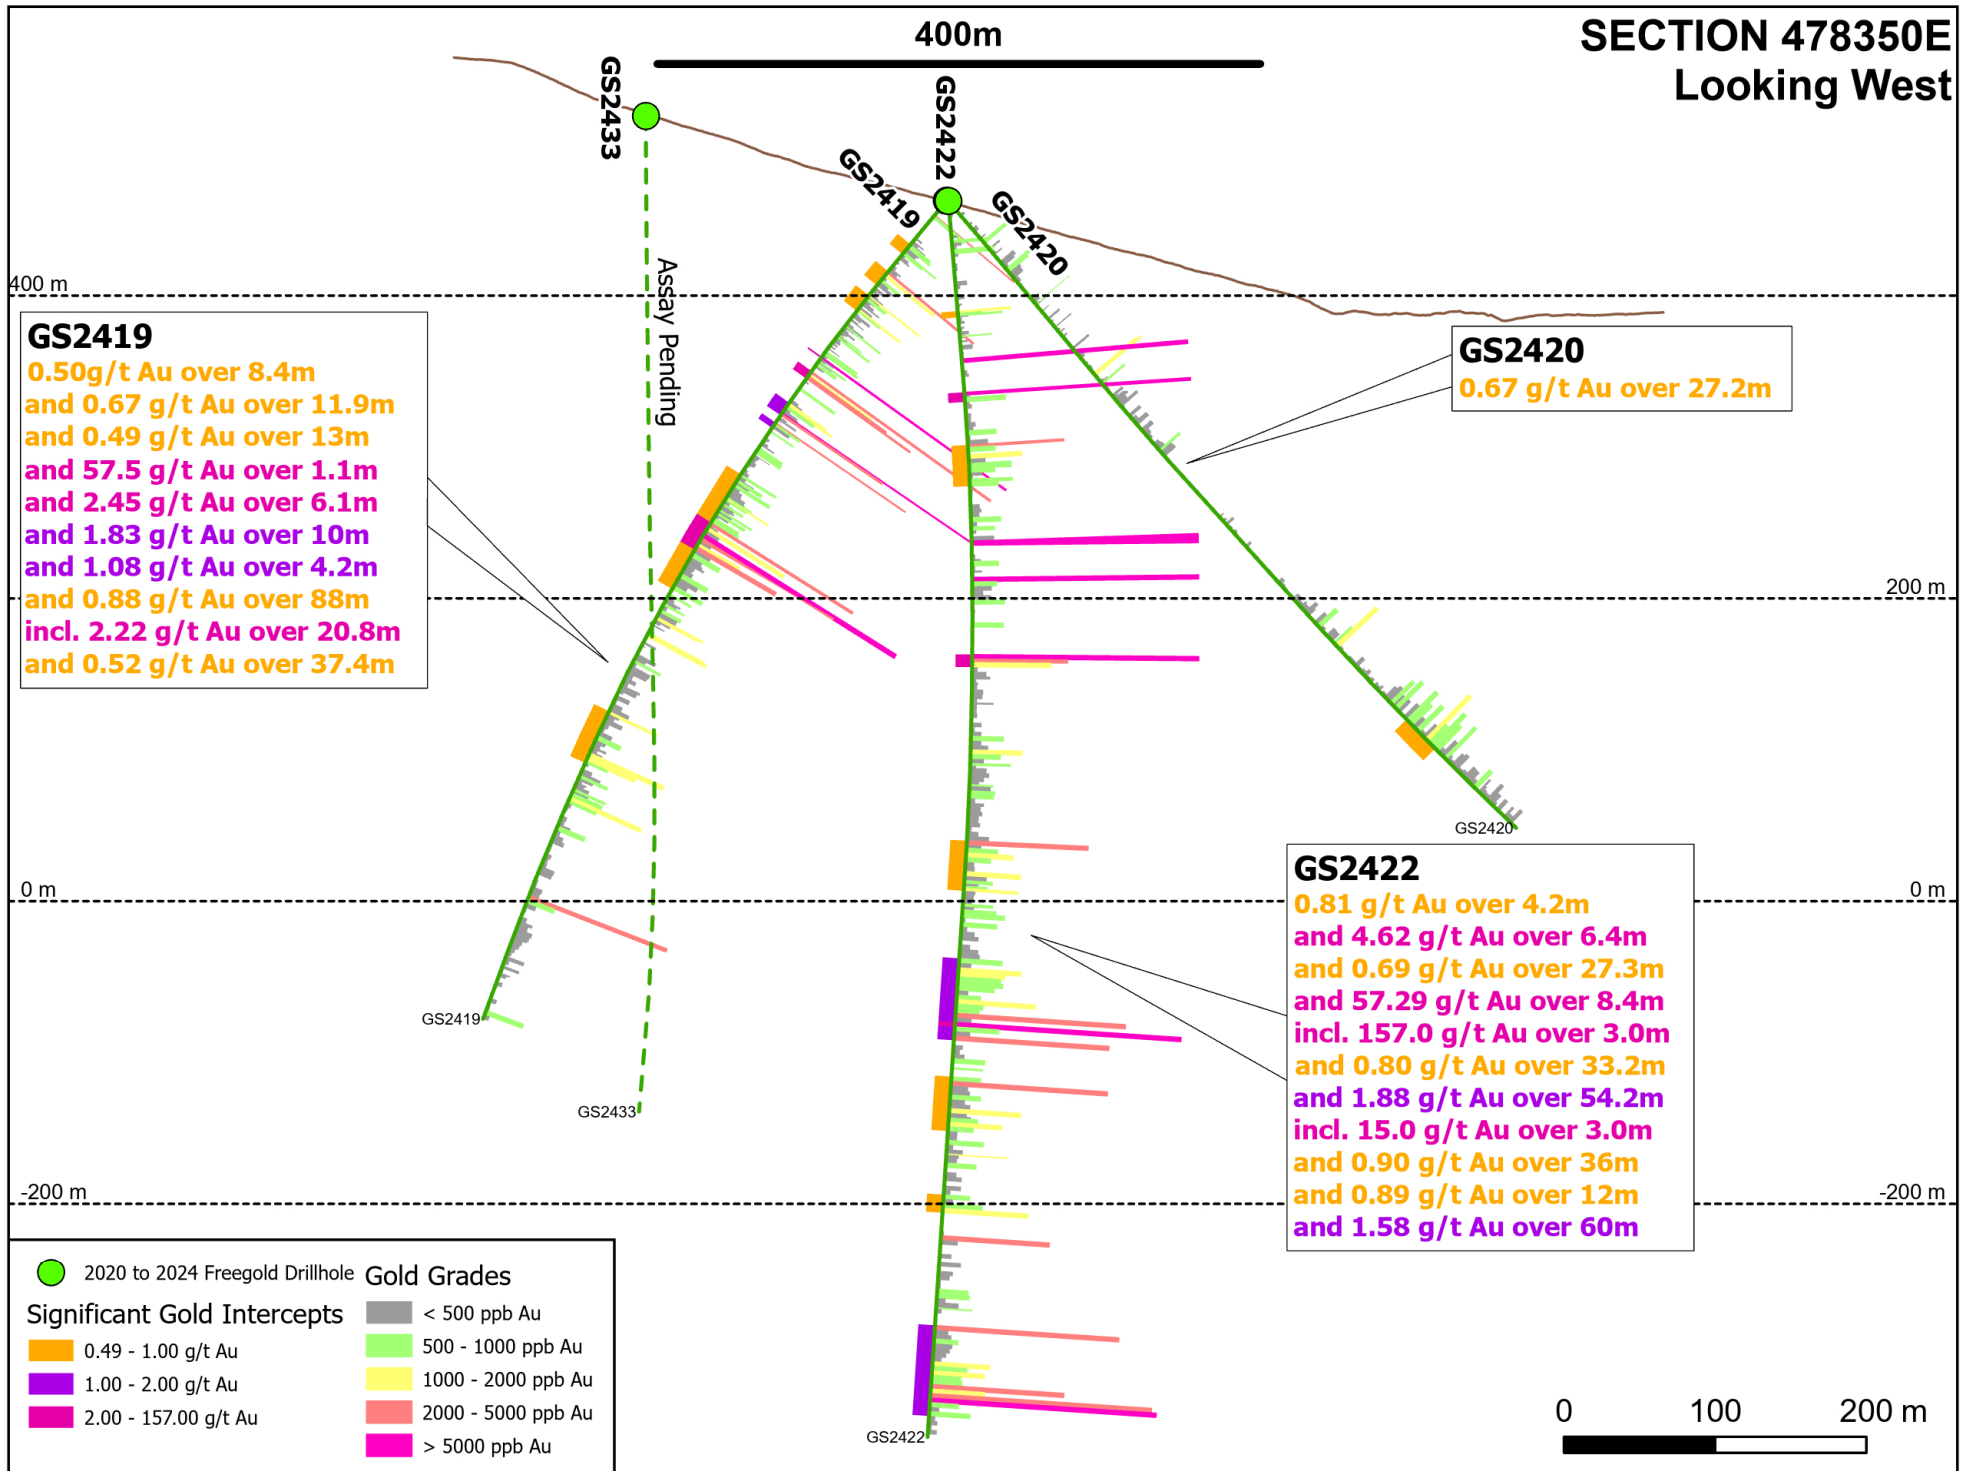 400m
SECTION 478350E
Looking West
GS2433
GS2422
GS2419
GS2420
Assay Pending
400 m
GS2419
0.50g/t Au over 8.4m
and 0.67 g/t Au over 11.9m
and 0.49 g/t Au over 13m
and 57.5 g/t Au over 1.1m
and 2.45 g/t Au over 6.1m
and 1.83 g/t Au over 10m
and 1.08 g/t Au over 4.2m
and 0.88 g/t Au over 88m
incl. 2.22 g/t Au over 20.8m
and 0.52 g/t Au over 37.4m
GS2420
0.67 g/t Au over 27.2m
200 m
GS2420
0 m
0 m
GS2422
0.81 g/t Au over 4.2m
and 4.62 g/t Au over 6.4m
and 0.69 g/t Au over 27.3m
and 57.29 g/t Au over 8.4m
incl. 157.0 g/t Au over 3.0m
and 0.80 g/t Au over 33.2m
and 1.88 g/t Au over 54.2m
incl. 15.0 g/t Au over 3.0m
and 0.90 g/t Au over 36m
and 0.89 g/t Au over 12m
and 1.58 g/t Au over 60m
GS2419
GS2433
-200 m
-200 m
GS2422
2020 to 2024 Freegold Drillhole
Significant Gold Intercepts
0.49 - 1.00 g/t Au
1.00 - 2.00 g/t Au
2.00 - 157.00 g/t Au
Gold Grades
< 500 ppb Au
500 - 1000 ppb Au
1000 - 2000 ppb Au
2000 - 5000 ppb Au
> 5000 ppb Au
0 100 200 m